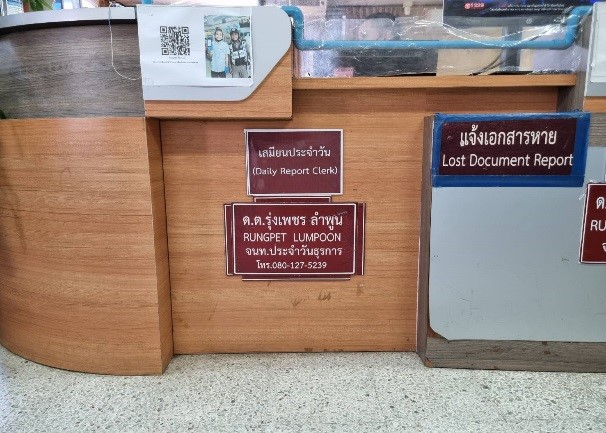 แจ้งเอกสารหาย
Lost Document Report
เสมียนประจำวัน
(Daily Report Clerk)
ด.ต.รุ่งเพชร ลำพูน
RUNGPET LUMPOON
จนท.ประจำวันธุรการ
โทร.080-127-5239
ด.
RU